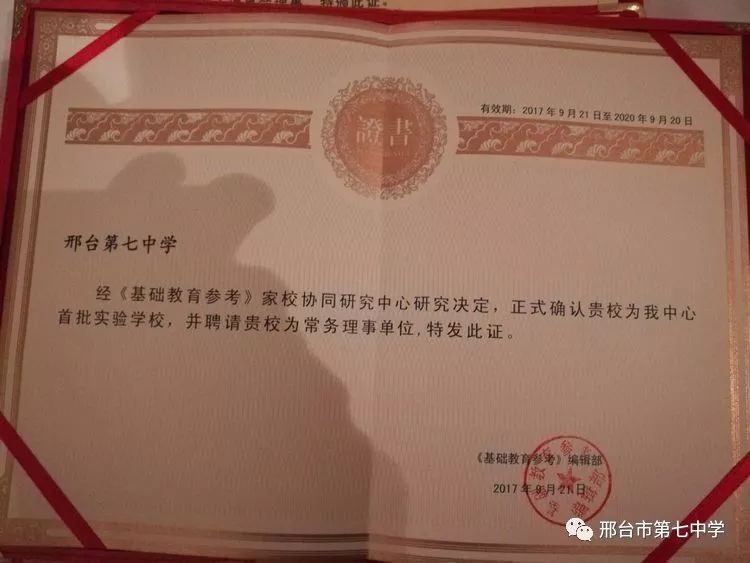 特颁此证。
證書
有效期：2017年9月21日至2020年9月20日
邢台第七中学
经《基础教育参考》家校协同研究中心研究决定，正式确认贵校为我中心
首批实验学校，并聘请贵校为常务理事单位,特发此证。
《基础教育参考》编辑部
2017年9月21日
邢台市第七中学